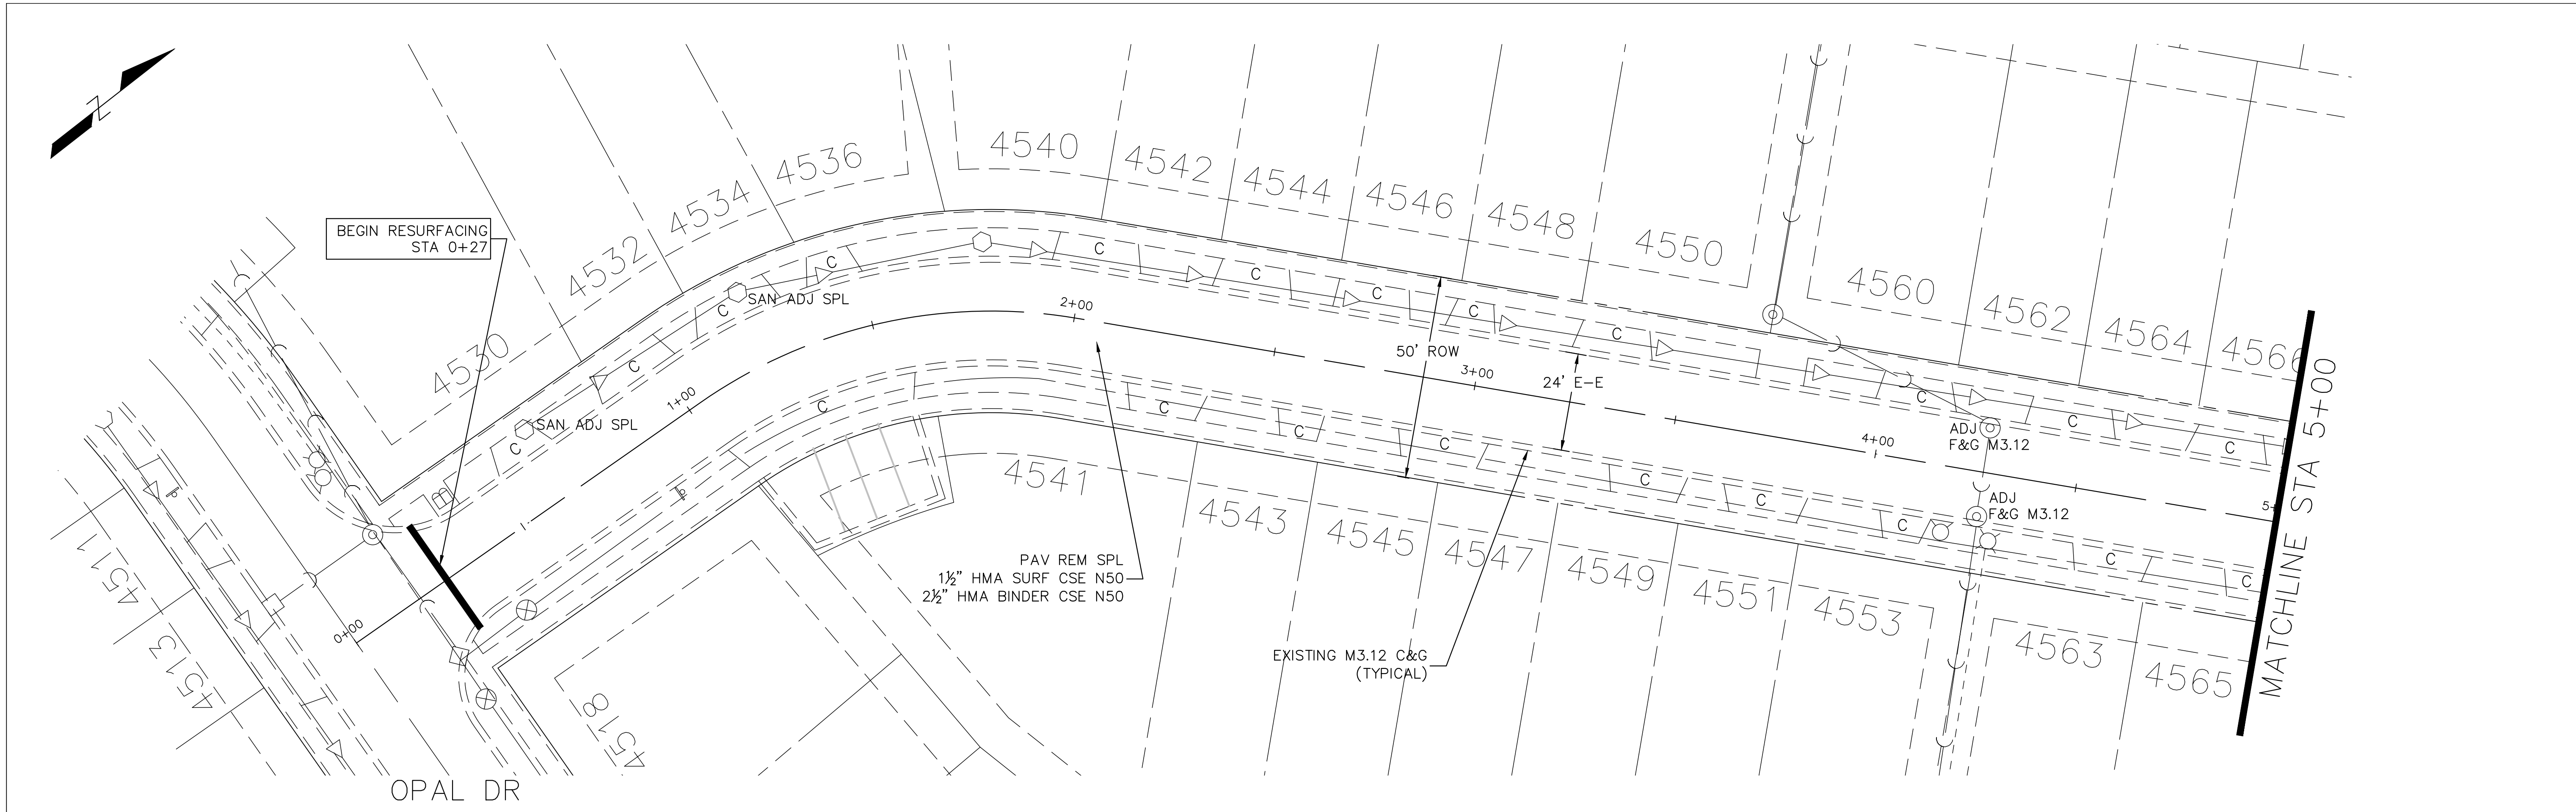 N
BEGIN RESURFACING
STA 0+27
4530
4532
4534
4536
4540
4542
4544
4546
4548
4550
4560
4562
4564
4566
C
C
C
C
C
C
C
C
C
C
C
C
SAN ADJ SPL
SAN ADJ SPL
B
0+00
1+00
2+00
3+00
4+00
5+
50' ROW
24' E-E
ADJ
F&G M3.12
ADJ
F&G M3.12
C
C
C
C
C
C
C
C
C
PAV REM SPL
1½" HMA SURF CSE N50
2½" HMA BINDER CSE N50
EXISTING M3.12 C&G
(TYPICAL)
4541
4543
4545
4547
4549
4551
4553
4563
4565
4511
4513
4518
OPAL DR
MATCHLINE STA 5+00